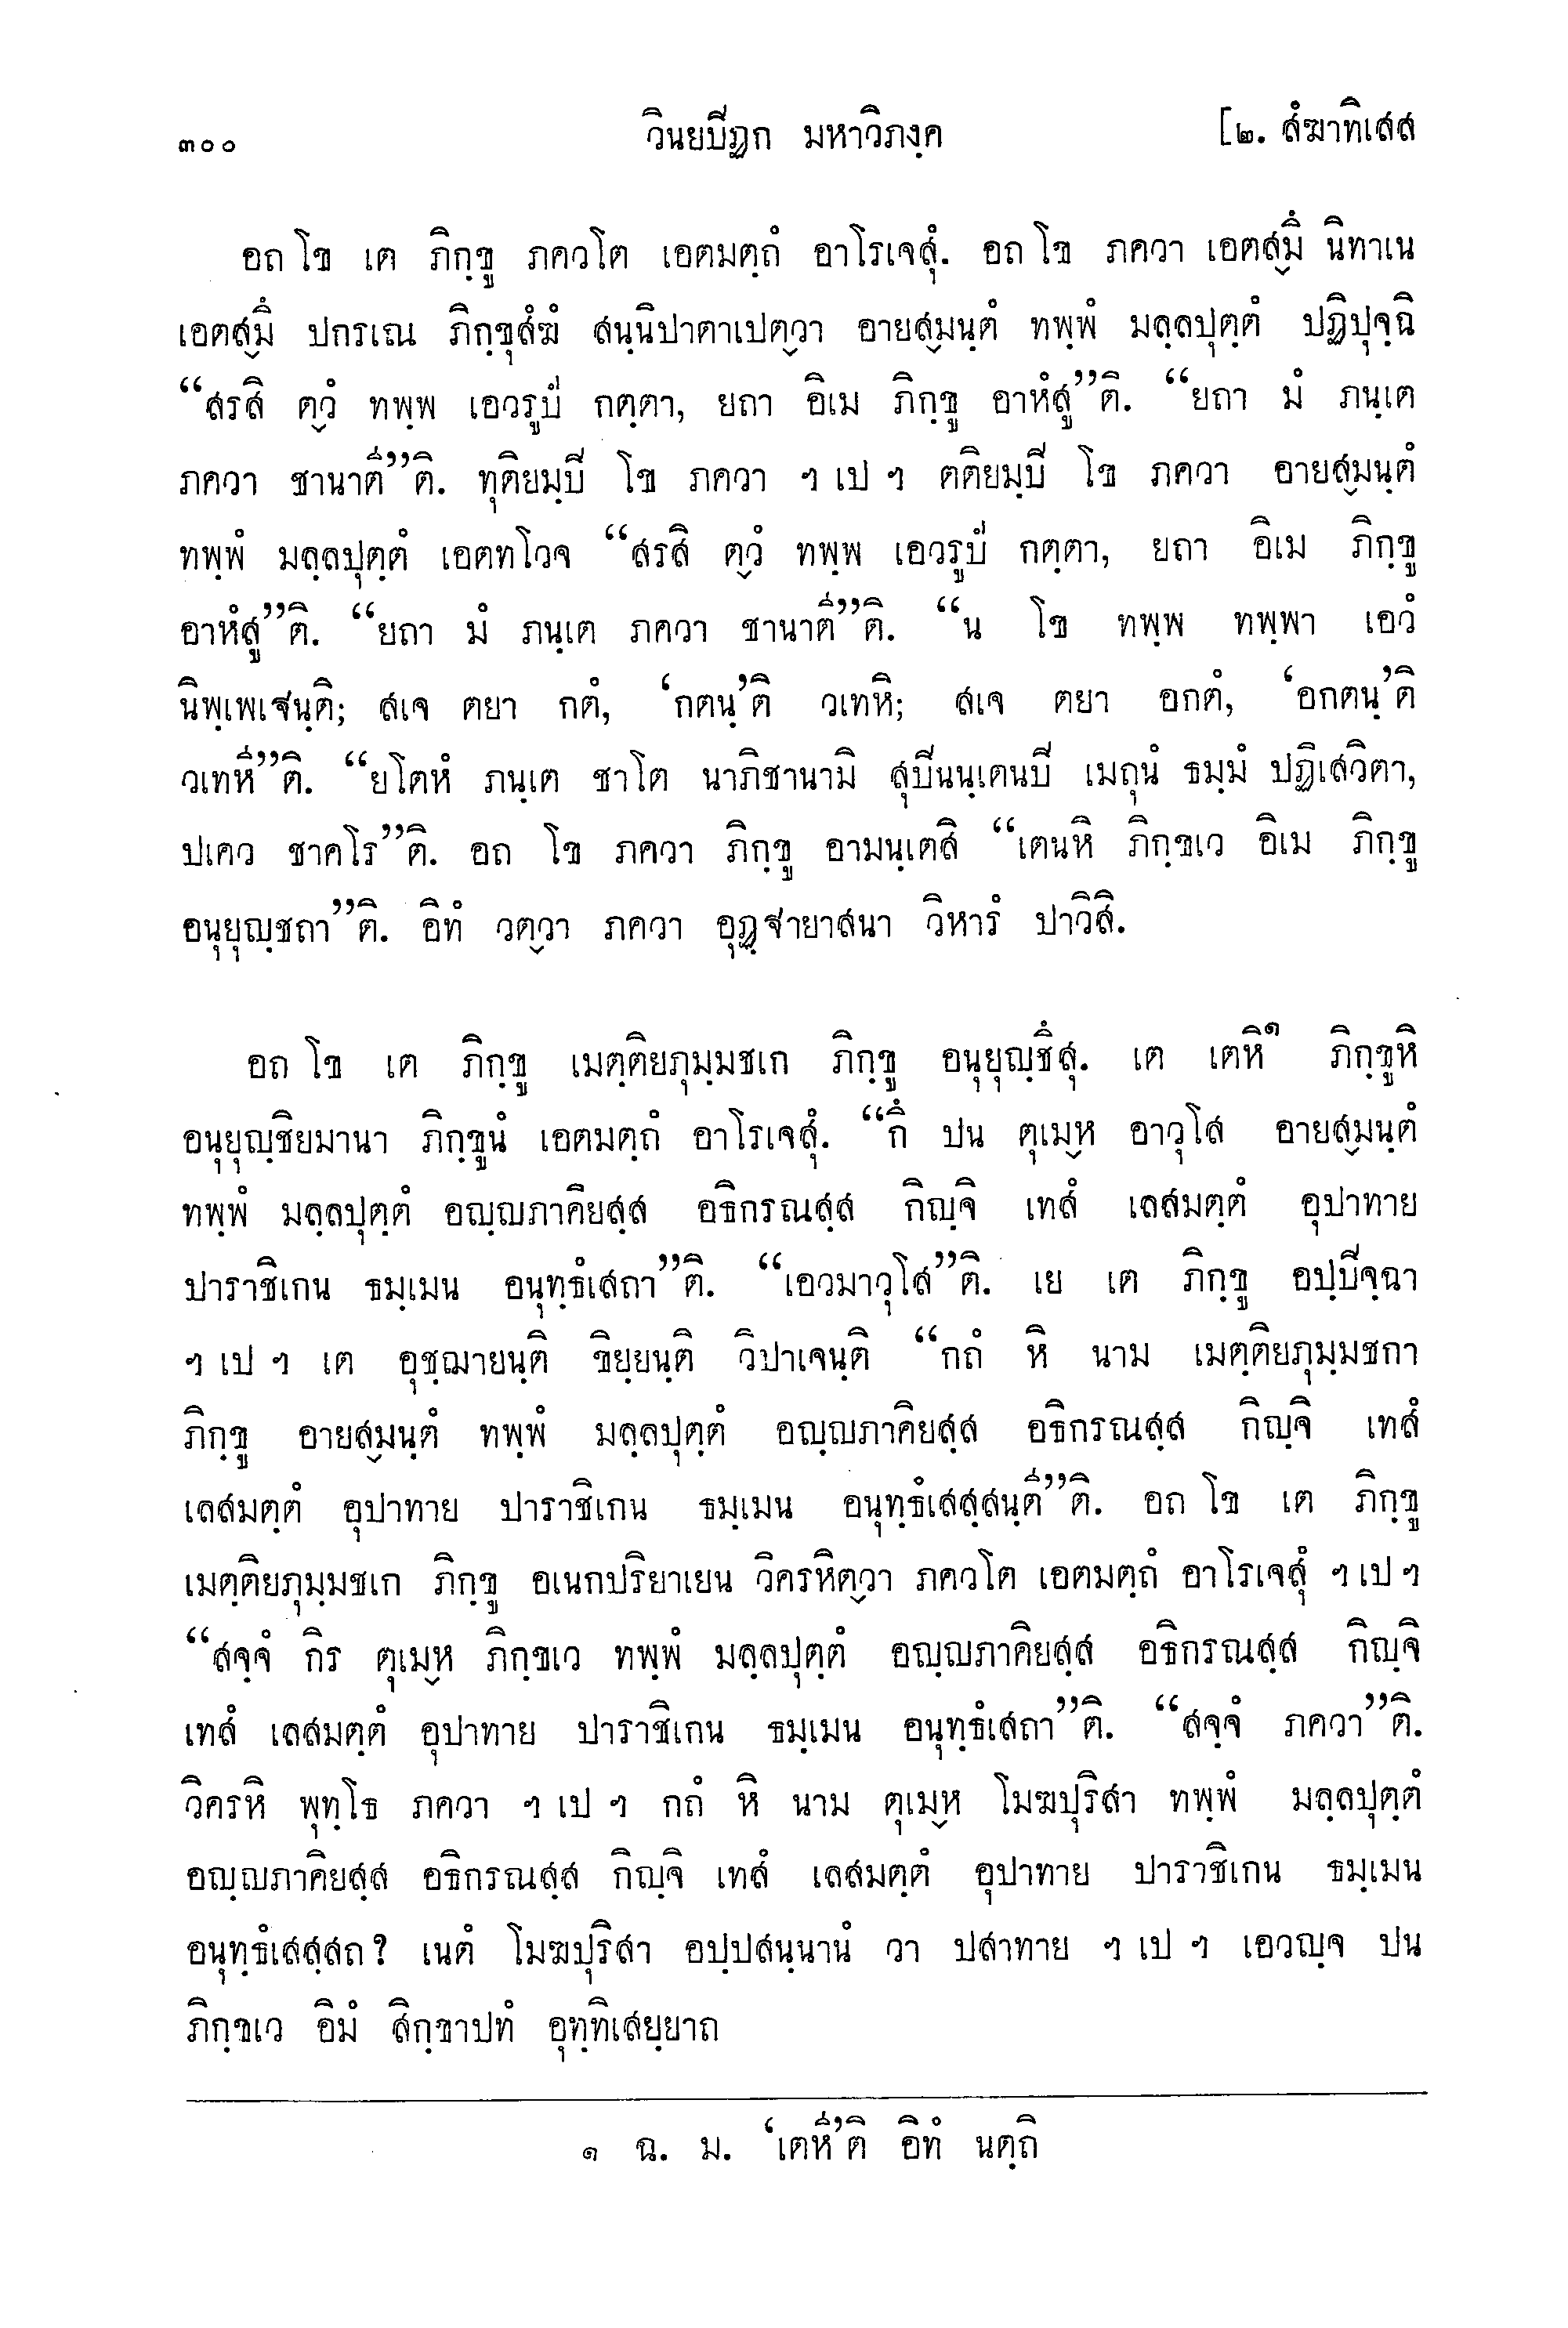 ๓๐๐ วินยปิฏก มหาวิภงฺค [๒. สํฆาทิเสส
อถ โข เต ภิกฺขู ภควโต เอตมตฺถํ อาโรเจสุํ. อถ โข ภควา เอตสฺมิํ นิทาเน
เอตสฺมิํ ปกรเณ ภิกฺขุสํฆํ สนฺนิปาตาเปตฺวา อายสฺมนฺตํ ทพฺพํ มลฺลปุตฺตํ ปฏิปุจฺฉิ
“สรสิ ตฺวํ ทพฺพ เอวรูปํ กตฺตา, ยถา อิเม ภิกฺขู อาหํสู”ติ. “ยถา มํ ภนฺเต
ภควา ชานาตี”ติ. ทุติยมฺปิ โข ภควา ฯ เป ฯ ตติยมฺปิ โข ภควา อายสฺมนฺตํ
ทพฺพํ มลฺลปุตฺตํ เอตทโวจ “สรสิ ตฺวํ ทพฺพ เอวรูปํ กตฺตา, ยถา อิเม ภิกฺขู
อาหํสู”ติ. “ยถา มํ ภนฺเต ภควา ชานาตี”ติ. “น โข ทพฺพ ทพฺพา เอวํ
นิพฺเพเฐนฺติ; สเจ ตยา กตํ, ‘กตนฺ’ติ วเทหิ; สเจ ตยา อกตํ, ‘อกตนฺ’ติ
วเทหี”ติ. “ยโตหํ ภนฺเต ชาโต นาภิชานามิ สุปินนฺเตนปิ เมถุนํ ธมฺมํ ปฏิเสวิตา,
ปเคว ชาคโร”ติ. อถ โข ภควา ภิกฺขู อามนฺเตสิ “เตนหิ ภิกฺขเว อิเม ภิกฺขู
อนุยุญฺชถา”ติ. อิทํ วตฺวา ภควา อุฏฺฐายาสนา วิหารํ ปาวิสิ.
อถ โข เต ภิกฺขู เมตฺติยภุมฺมชเก ภิกฺขู อนุยุญฺชิํสุ. เต เตหิ๑ ภิกฺขูหิ
อนุยุญฺชิยมานา ภิกฺขูนํ เอตมตฺถํ อาโรเจสุํ. “กิํ ปน ตุเมฺห อาวุโส อายสฺมนฺตํ
ทพฺพํ มลฺลปุตฺตํ อญฺญภาคิยสฺส อธิกรณสฺส กิญฺจิ เทสํ เลสมตฺตํ อุปาทาย
ปาราชิเกน ธมฺเมน อนุทฺธํเสถา”ติ. “เอวมาวุโส”ติ. เย เต ภิกฺขู อปฺปิจฺฉา
ฯ เป ฯ เต อุชฺฌายนฺติ ขิยฺยนฺติ วิปาเจนฺติ “กถํ หิ นาม เมตฺติยภุมฺมชกา
ภิกฺขู อายสฺมนฺตํ ทพฺพํ มลฺลปุตฺตํ อญฺญภาคิยสฺส อธิกรณสฺส กิญฺจิ เทสํ
เลสมตฺตํ อุปาทาย ปาราชิเกน ธมฺเมน อนุทฺธํเสสฺสนฺตี”ติ. อถ โข เต ภิกฺขู
เมตฺติยภุมฺมชเก ภิกฺขู อเนกปริยาเยน วิครหิตฺวา ภควโต เอตมตฺถํ อาโรเจสุํ ฯ เป ฯ
“สจฺจํ กิร ตุเมฺห ภิกฺขเว ทพฺพํ มลฺลปุตฺตํ อญฺญภาคิยสฺส อธิกรณสฺส กิญฺจิ
เทสํ เลสมตฺตํ อุปาทาย ปาราชิเกน ธมฺเมน อนุทฺธํเสถา”ติ. “สจฺจํ ภควา”ติ.
วิครหิ พุทฺโธ ภควา ฯ เป ฯ กถํ หิ นาม ตุเมฺห โมฆปุริสา ทพฺพํ มลฺลปุตฺตํ
อญฺญภาคิยสฺส อธิกรณสฺส กิญฺจิ เทสํ เลสมตฺตํ อุปาทาย ปาราชิเกน ธมฺเมน
อนุทฺธํเสสฺสถ? เนตํ โมฆปุริสา อปฺปสนฺนานํ วา ปสาทาย ฯ เป ฯ เอวญฺจ ปน
ภิกฺขเว อิมํ สิกฺขาปทํ อุทฺทิเสยฺยาถ
๑ ฉ. ม. ‘เตหี’ติ อิทํ นตฺถิ